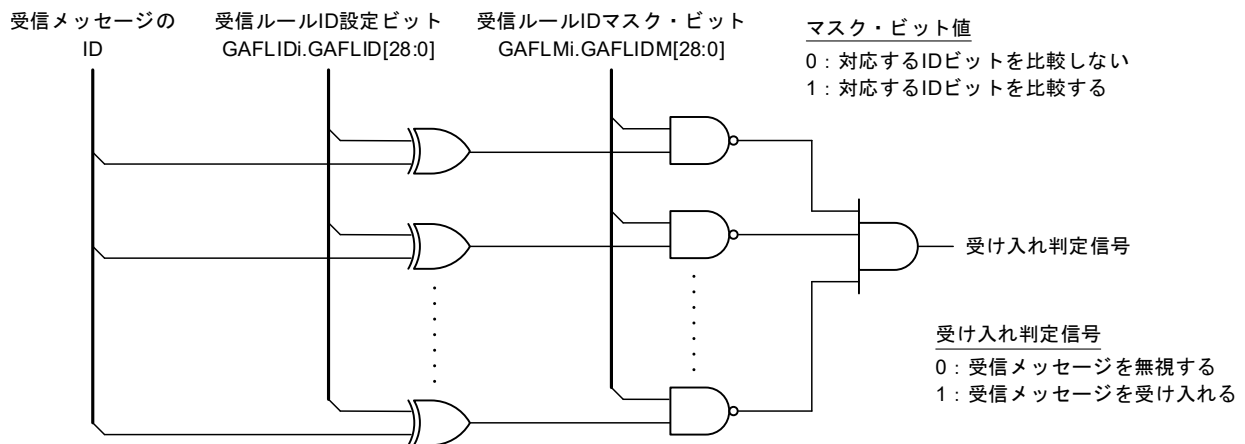 受信メッセージの
ID
受信ルールID設定ビット
GAFLIDi.GAFLID[28:0]
受信ルールIDマスク・ビット
GAFLMi.GAFLIDM[28:0]
マスク・ビット値
0：対応するIDビットを比較しない
1：対応するIDビットを比較する
受け入れ判定信号
受け入れ判定信号
0：受信メッセージを無視する
1：受信メッセージを受け入れる